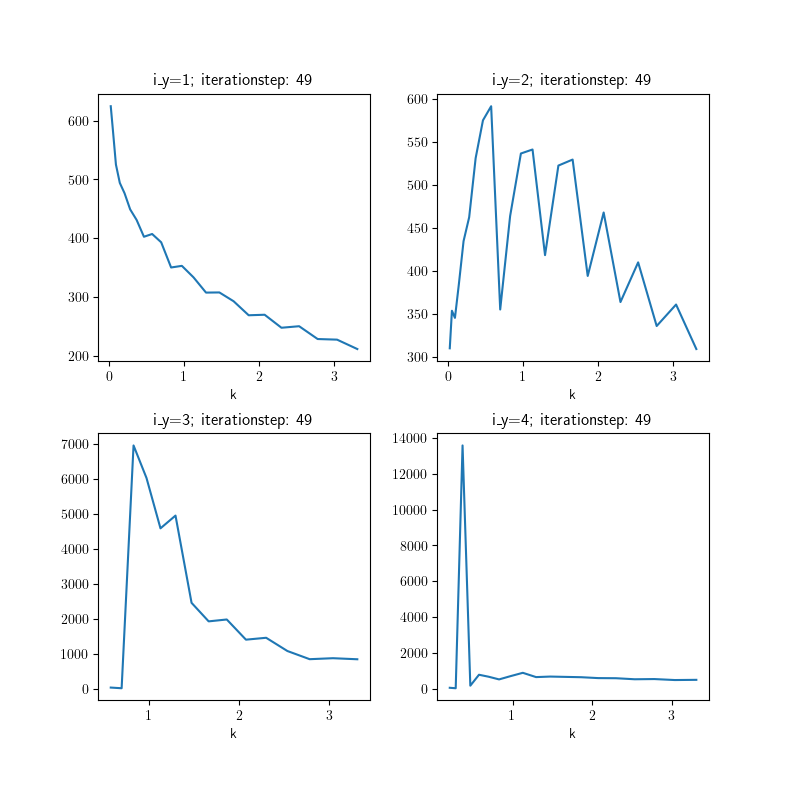 i_y=1; iterationstep: 49
i_y=2; iterationstep: 49
600
500
400
300
200
0 1 2 3
k
600
550
500
450
400
350
300
0 1 2 3
k
i_y=3; iterationstep: 49
i_y=4; iterationstep: 49
7000
6000
5000
4000
3000
2000
1000
0
1 2 3
k
14000
12000
10000
8000
6000
4000
2000
0
1 2 3
k